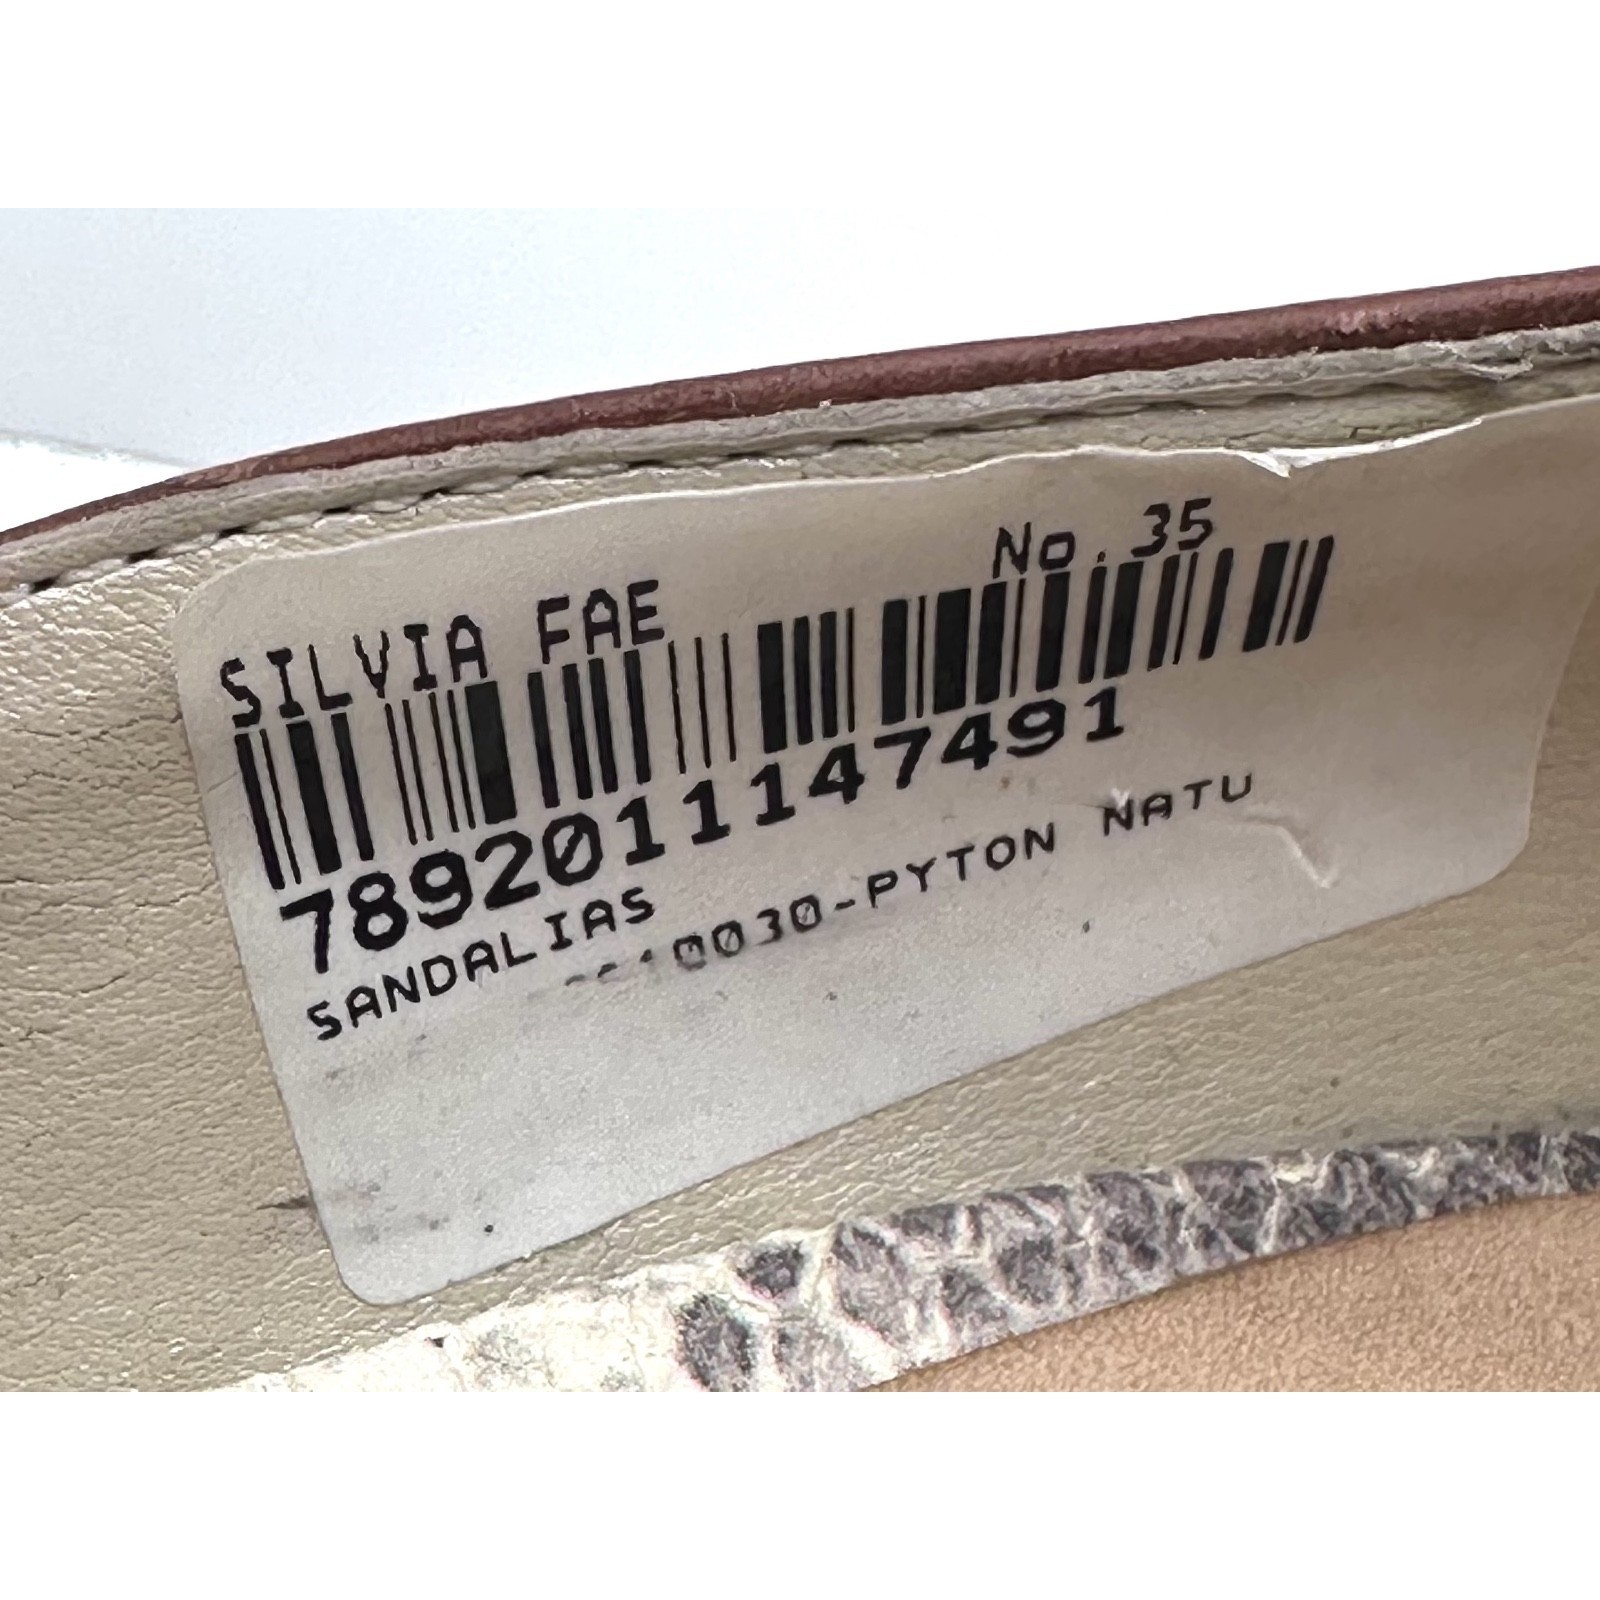 SILVIA FAE No. 35
7892011147491
SANDALIAS
PYTON NATU